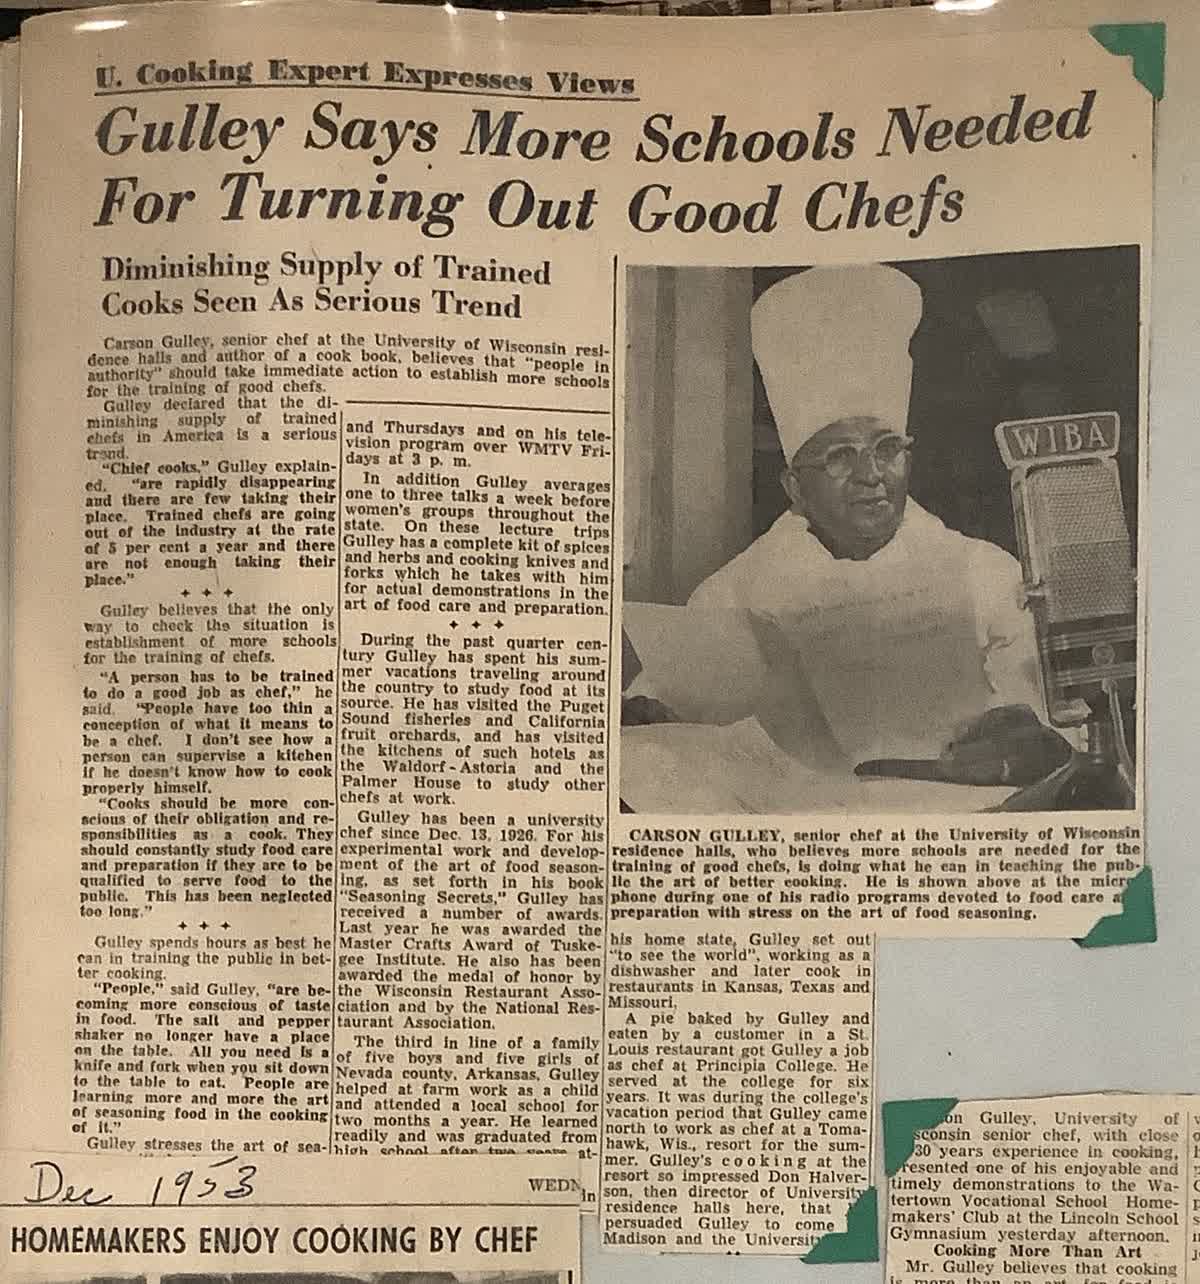 U. Cooking Expert Expresses Views
Gulley Says More Schools Needed
For Turning Out Good Chefs
Diminishing Supply of Trained
Cooks Seen As Serious Trend
Carson Gulley, senior chef at the University of Wisconsin resi-
dence halls and author of a cook book, believes that "people in
authority" should take immediate action to establish more schools
for the training of good chefs.
Gulley declared that the di-
minishing supply of trained
chefs in America is a serious
trend.
"Chief cooks," Gulley explain-
ed. "are rapidly disappearing
and there are few taking their
place. Trained chefs are going
out of the industry at the rate
of 5 per cent a year and there
are not enough taking their
place."
Gulley believes that the only
way to check the situation is
establishment of more schools
for the training of chefs.
"A person has to be trained
to do a good job as chef," he
said. "People have too thin a
conception of what it means to
be a chef. I don't see how a
person can supervise a kitchen
if he doesn't know how to cook
properly himself.
"Cooks should be more con-
scious of their obligation and re-
sponsibilities as a cook. They
should constantly study food care
and preparation if they are to be
qualified to serve food to the
public. This has been neglected
too long."
Gulley spends hours as best he
can in training the public in bet-
ter cooking.
"People," said Gulley, "are be-
coming more conscious of taste
in food. The salt and pepper
shaker no longer have a place
on the table. All you need is a
knife and fork when you sit down
to the table to eat. People are
learning more and more the art
of seasoning food in the cooking
of it."
Gulley stresses the art of sea-
and Thursdays and on his tele-
vision program over WMTV Fri-
days at 3 p. m.
In addition Gulley averages
one to three talks a week before
women's groups throughout the
state. On these lecture trips
Gulley has a complete kit of spices
and herbs and cooking knives and
forks which he takes with him
for actual demonstrations in the
art of food care and preparation.
During the past quarter cen-
tury Gulley has spent his sum-
mer vacations traveling around
the country to study food at its
source. He has visited the Puget
Sound fisheries and California
fruit orchards, and has visited
the kitchens of such hotels as
the Waldorf-Astoria and the
Palmer House to study other
chefs at work.
Gulley has been a university
chef since Dec. 13, 1926. For his
experimental work and develop-
ment of the art of food season-
ing, as set forth in his book
"Seasoning Secrets," Gulley has
received a number of awards.
Last year he was awarded the
Master Crafts Award of Tuske-
gee Institute. He also has been
awarded the medal of honor by
the Wisconsin Restaurant Asso-
ciation and by the National Res-
taurant Association.
The third in line of a family
of five boys and five girls of
Nevada county, Arkansas, Gulley
helped at farm work as a child
and attended a local school for
two months a year. He learned
readily and was graduated from
high school after two years at-
WIBA
CARSON GULLEY, senior chef at the University of Wisconsin
residence halls, who believes more schools are needed for the
training of good chefs, is doing what he can in teaching the pub-
lic the art of better cooking. He is shown above at the micro
phone during one of his radio programs devoted to food care a
preparation with stress on the art of food seasoning.
his home state, Gulley set out
"to see the world", working as a
dishwasher and later cook in
restaurants in Kansas, Texas and
Missouri.
A pie baked by Gulley and
eaten by a customer in a St.
Louis restaurant got Gulley a job
as chef at Principia College. He
served at the college for six
years. It was during the college's
vacation period that Gulley came
north to work as chef at a Toma-
hawk, Wis., resort for the sum-
mer. Gulley's cooking at the
resort so impressed Don Halver-
son, then director of University
residence halls here, that
persuaded Gulley to come
Madison and the University
Dec 1953
WEDN
in
HOMEMAKERS ENJOY COOKING BY CHEF
on Gulley, University of
sconsin senior chef, with close
30 years experience in cooking,
resented one of his enjoyable and
timely demonstrations to the Wa-
tertown Vocational School Home-
makers' Club at the Lincoln School
Gymnasium yesterday afternoon.
Cooking More Than Art
Mr. Gulley believes that cooking
is more than an art